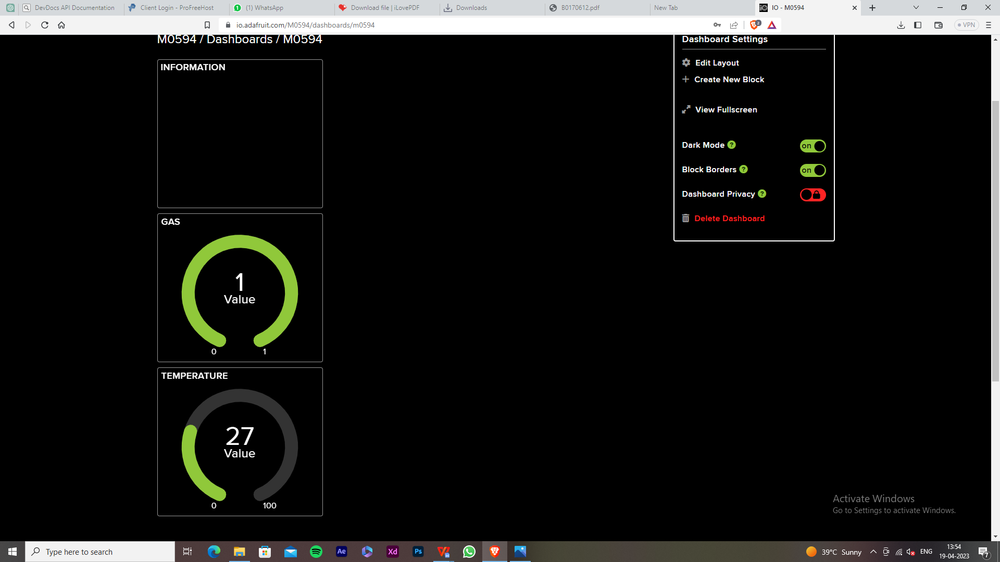 DevDocs API Documentation
Client Login - ProFreeHost
(1) WhatsApp
Download file | iLovePDF
Downloads
B0170612.pdf
New Tab
IO - M0594
io.adafruit.com/M0594/dashboards/m0594
2
VPN
M0594 / Dashboards / M0594
INFORMATION
GAS
1
Value
0 1
TEMPERATURE
27
Value
0 100
Dashboard Settings
Edit Layout
Create New Block
View Fullscreen
Dark Mode ? on
Block Borders ? on
Dashboard Privacy ?
Delete Dashboard
Activate Windows
Go to Settings to activate Windows.
Type here to search
Ae
Xd
Ps
39°C Sunny
ENG
13:54
19-04-2023
7